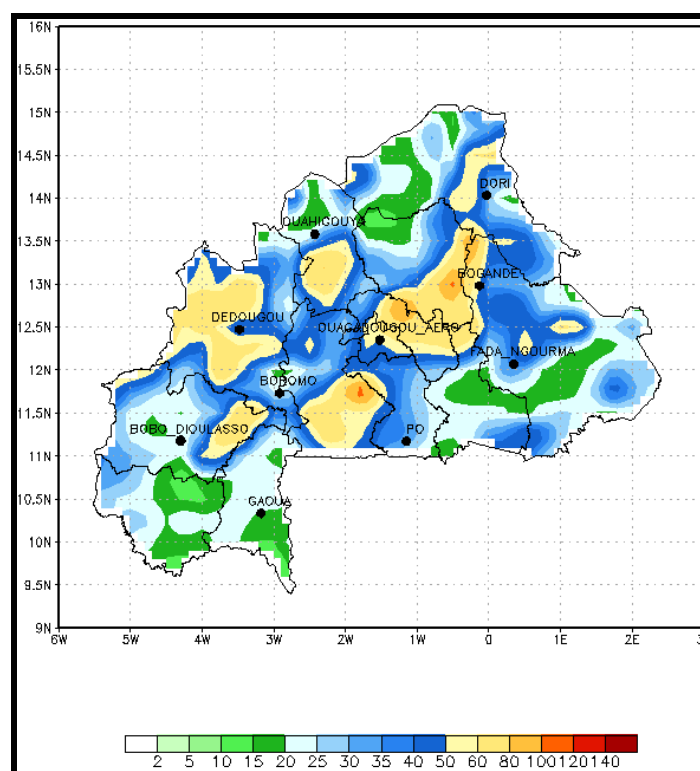 16N
15.5N
15N
14.5N
14N
13.5N
13N
12.5N
12N
11.5N
11N
10.5N
10N
9.5N
9N
DORI
OUAHIGOUYA
BOGANDE
DEDOUGOU
OUAGANOUGOU_AERO
FADA_NGOURMA
BOROMO
BOBO_DIOULASSO
PO
GAOUA
6W 5W 4W 3W 2W 1W 0 1E 2E 3
2 5 10 15 20 25 30 35 40 50 60 80 100 120 140